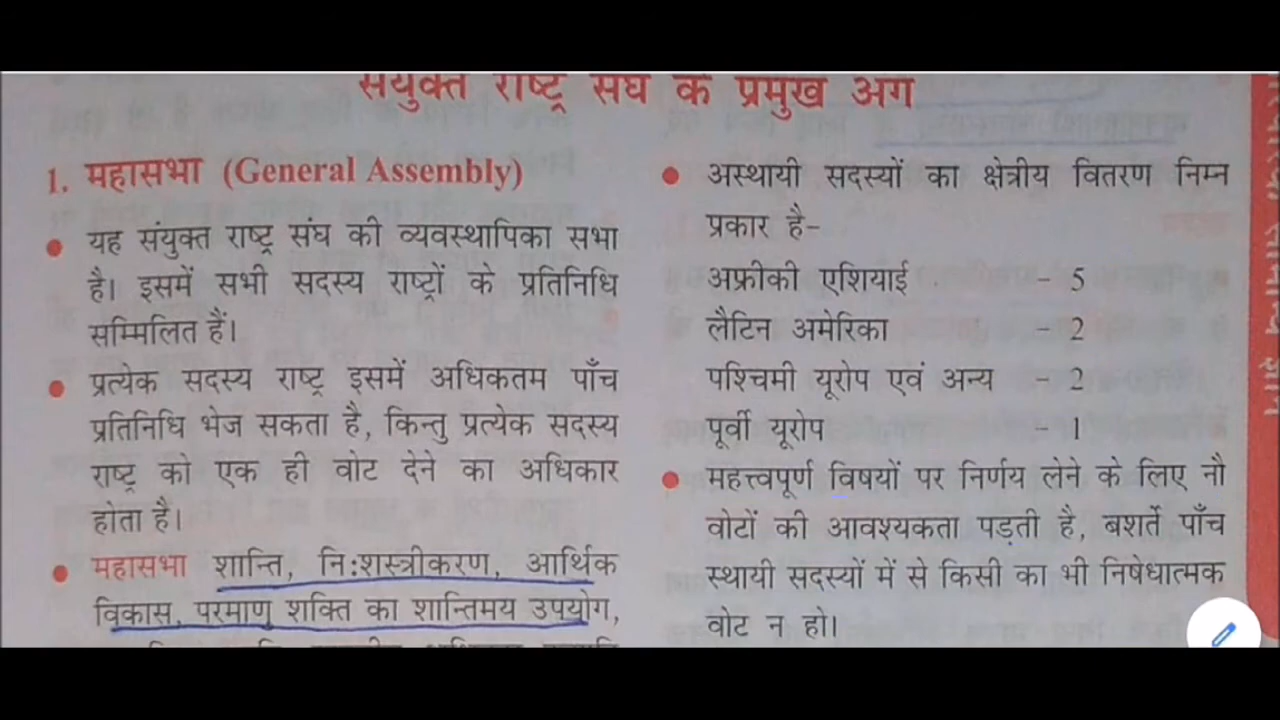 संयुक्त राष्ट्र संघ के प्रमुख अंग
1. महासभा (General Assembly)
● यह संयुक्त राष्ट्र संघ की व्यवस्थापिका सभा
है। इसमें सभी सदस्य राष्ट्रों के प्रतिनिधि
सम्मिलित हैं।
● प्रत्येक सदस्य राष्ट्र इसमें अधिकतम पाँच
प्रतिनिधि भेज सकता है, किन्तु प्रत्येक सदस्य
राष्ट्र को एक ही वोट देने का अधिकार
होता है।
● महासभा शान्ति, निःशस्त्रीकरण, आर्थिक
विकास, परमाणु शक्ति का शान्तिमय उपयोग,
● अस्थायी सदस्यों का क्षेत्रीय वितरण निम्न
प्रकार है-
अफ्रीकी एशियाई - 5
लैटिन अमेरिका - 2
पश्चिमी यूरोप एवं अन्य - 2
पूर्वी यूरोप - 1
● महत्त्वपूर्ण विषयों पर निर्णय लेने के लिए नौ
वोटों की आवश्यकता पड़ती है, बशर्ते पाँच
स्थायी सदस्यों में से किसी का भी निषेधात्मक
वोट न हो।